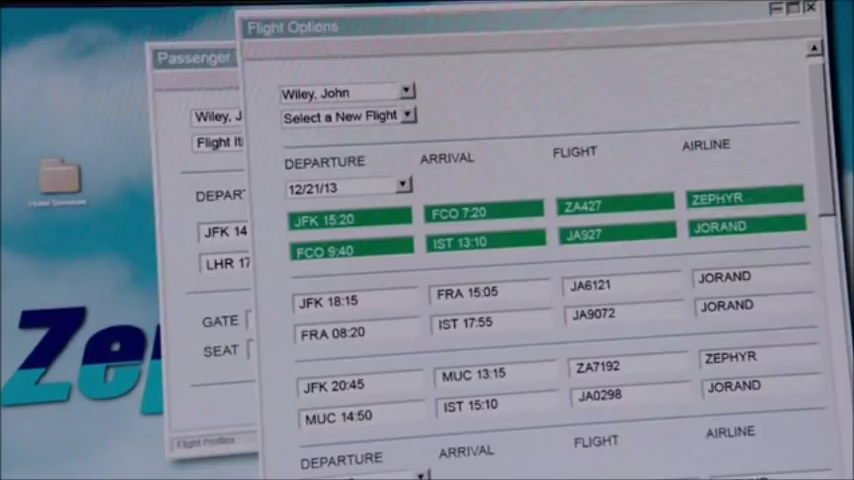 Flight Options
Passenger
Wiley, John
Select a New Flight
Wiley, J
Flight It
DEPARTURE ARRIVAL FLIGHT AIRLINE
12/21/13
JFK 15:20 FCO 7:20 ZA427 ZEPHYR
FCO 9:40 IST 13:10 JA927 JORAND
JFK 18:15 FRA 15:05 JA6121 JORAND
FRA 08:20 IST 17:55 JA9072 JORAND
JFK 20:45 MUC 13:15 ZA7192 ZEPHYR
MUC 14:50 IST 15:10 JA0298 JORAND
DEPARTURE ARRIVAL FLIGHT AIRLINE
DEPAR
JFK 14
LHR 17
GATE
SEAT
Flight Profiles
Zep